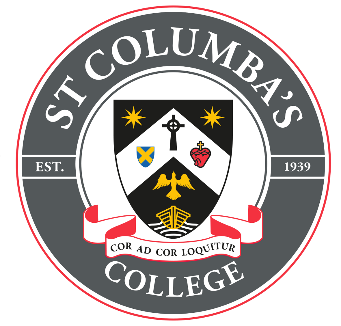 ST COLUMBA'S
EST.
1939
COR AD COR LOQUITUR
COLLEGE